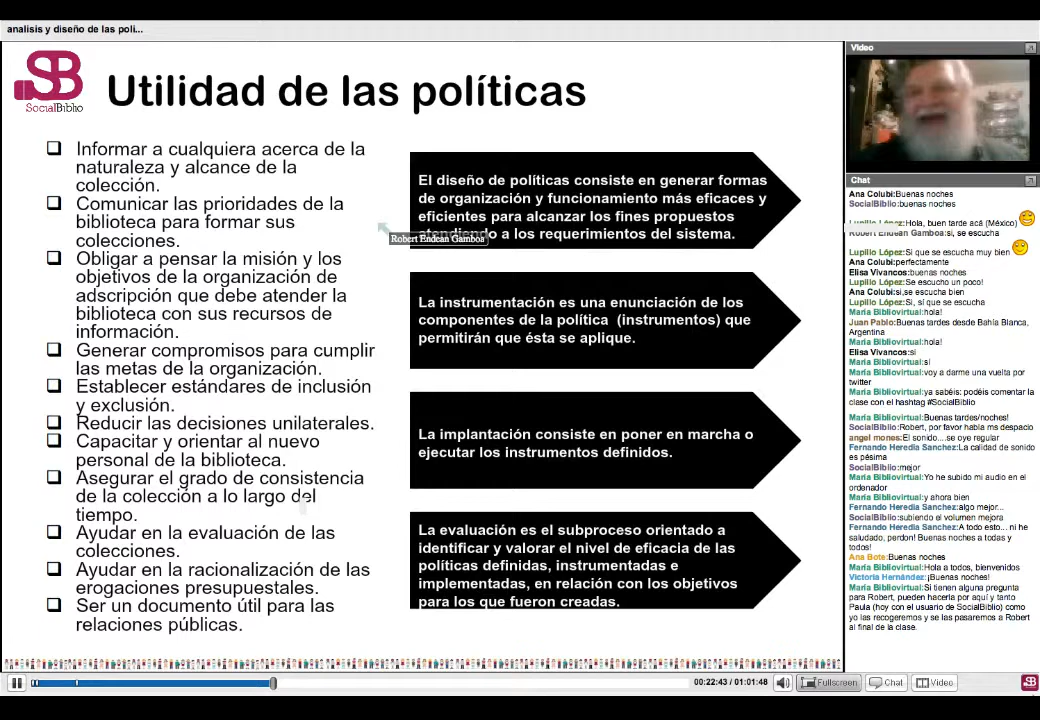 analisis y diseño de las poli...
SB
SocialBiblio
Utilidad de las políticas
❑ Informar a cualquiera acerca de la
naturaleza y alcance de la
colección.
❑ Comunicar las prioridades de la
biblioteca para formar sus
colecciones.
❑ Obligar a pensar la misión y los
objetivos de la organización de
adscripción que debe atender la
biblioteca con sus recursos de
información.
❑ Generar compromisos para cumplir
las metas de la organización.
❑ Establecer estándares de inclusión
y exclusión.
❑ Reducir las decisiones unilaterales.
❑ Capacitar y orientar al nuevo
personal de la biblioteca.
❑ Asegurar el grado de consistencia
de la colección a lo largo del
tiempo.
❑ Ayudar en la evaluación de las
colecciones.
❑ Ayudar en la racionalización de las
erogaciones presupuestales.
❑ Ser un documento útil para las
relaciones públicas.
El diseño de políticas consiste en generar formas
de organización y funcionamiento más eficaces y
eficientes para alcanzar los fines propuestos
a los requerimientos del sistema.
Robert Endean Gamboa
La instrumentación es una enunciación de los
componentes de la política (instrumentos) que
permitirán que ésta se aplique.
La implantación consiste en poner en marcha o
ejecutar los instrumentos definidos.
La evaluación es el subproceso orientado a
identificar y valorar el nivel de eficacia de las
políticas definidas, instrumentadas e
implementadas, en relación con los objetivos
para los que fueron creadas.
Video
Chat
Ana Colubi:Buenas noches
SocialBiblio:buenas noches
Lupillo López:Hola, buen tarde acá (México)
Robert Endean Gamboa:si, se escucha
Lupillo López:Si que se escucha muy bien
Ana Colubi:perfectamente
Elisa Vivancos:buenas noches
Lupillo López:Se escucho un poco!
Ana Colubi:si,se escucha bien
Lupillo López:Si, sí que se escucha
María Bibliovirtual:hola!
Juan Pablo:Buenas tardes desde Bahía Blanca,
Argentina
María Bibliovirtual:hola!
Elisa Vivancos:si
María Bibliovirtual:sí
María Bibliovirtual:voy a darme una vuelta por
twitter
María Bibliovirtual:ya sabéis: podéis comentar la
clase con el hashtag #SocialBiblio
María Bibliovirtual:Buenas tardes/noches!
SocialBiblio:Robert, por favor habla ms despacio
angel mones:El sonido....se oye regular
Fernando Heredia Sanchez:La calidad de sonido
es pésima
SocialBiblio:mejor
María Bibliovirtual:Yo he subido mi audio en el
ordenador
María Bibliovirtual:y ahora bien
Fernando Heredia Sanchez:algo mejor...
SocialBiblio:subiendo el volumen mejora
Fernando Heredia Sanchez:A todo esto... ni he
saludado, perdon! Buenas noches a todas y
todos!
Ana Bote:Buenas noches
María Bibliovirtual:Hola a todos, bienvenidos
Victoria Hernández:¡Buenas noches!
María Bibliovirtual:Si tienen alguna pregunta
para Robert, pueden hacerla por aquí y tanto
Paula (hoy con el usuario de SocialBiblio) como
yo las recogeremos y se las pasaremos a Robert
al final de la clase.
00:22:43 / 01:01:48
Fullscreen
Chat
Video
SB